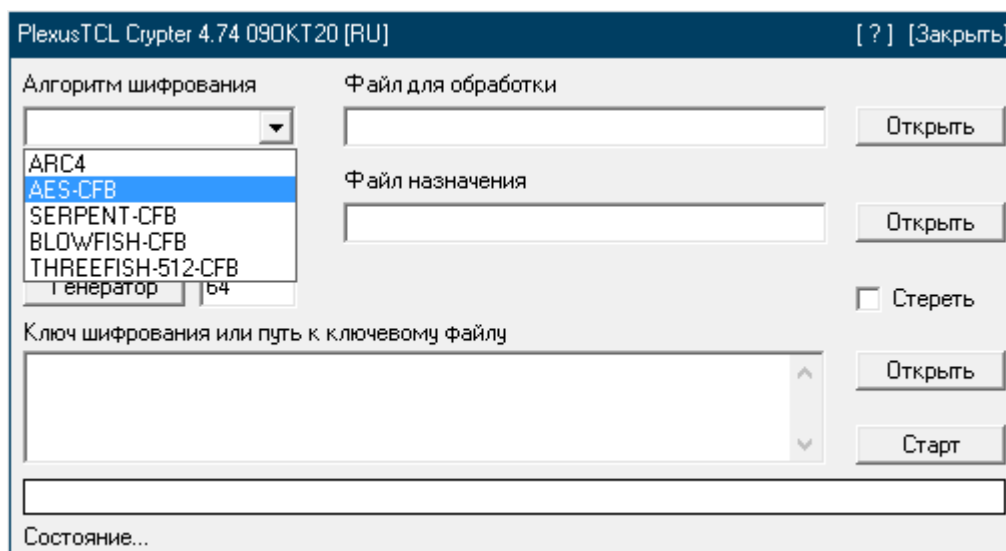 PlexusTCL Crypter 4.74 09OKT20 [RU] [ ? ] [Закрыть]
Алгоритм шифрования Файл для обработки
Открыть
ARC4
AES-CFB
SERPENT-CFB
BLOWFISH-CFB
THREEFISH-512-CFB
Файл назначения
Открыть
Генератор 64
Стереть
Ключ шифрования или путь к ключевому файлу
Открыть
Старт
Состояние...